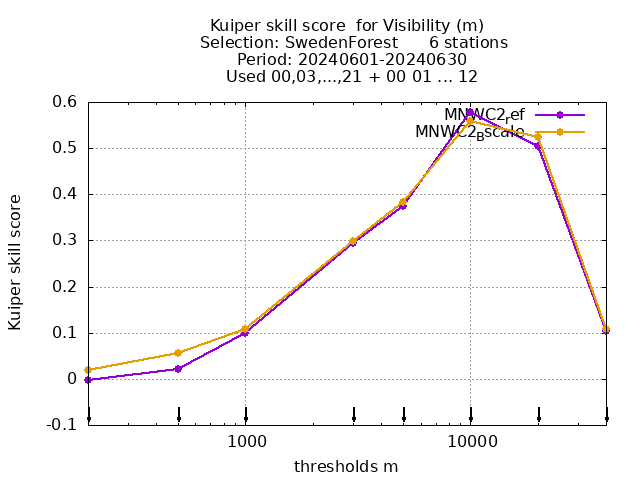 Kuiper skill score  for Visibility (m)
Selection: SwedenForest      6 stations
Period: 20240601-20240630
Used 00,03,...,21 + 00 01 ... 12
MNWC2ref
MNWC2Bscale
0.6
0.5
0.4
0.3
0.2
0.1
0
-0.1
Kuiper skill score
1000
10000
thresholds m